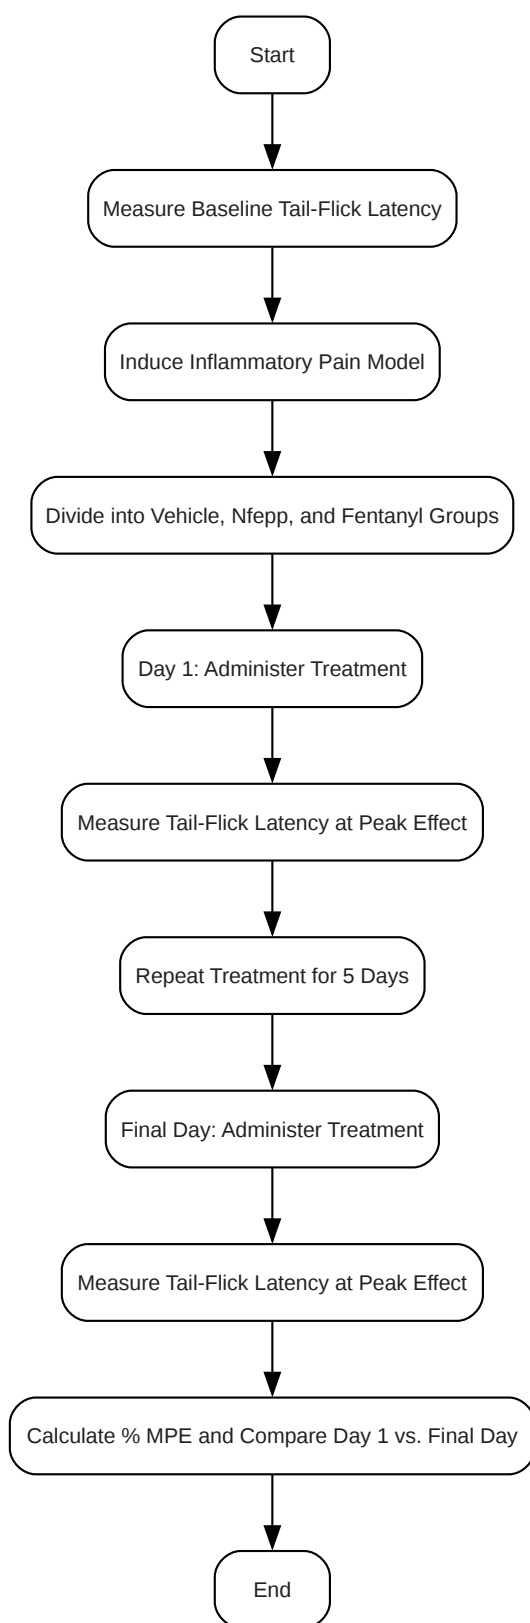 Start
Measure Baseline Tail-Flick Latency
Induce Inflammatory Pain Model
Divide into Vehicle, Nfepp, and Fentanyl Groups
Day 1: Administer Treatment
Measure Tail-Flick Latency at Peak Effect
Repeat Treatment for 5 Days
Final Day: Administer Treatment
Measure Tail-Flick Latency at Peak Effect
Calculate % MPE and Compare Day 1 vs. Final Day
End